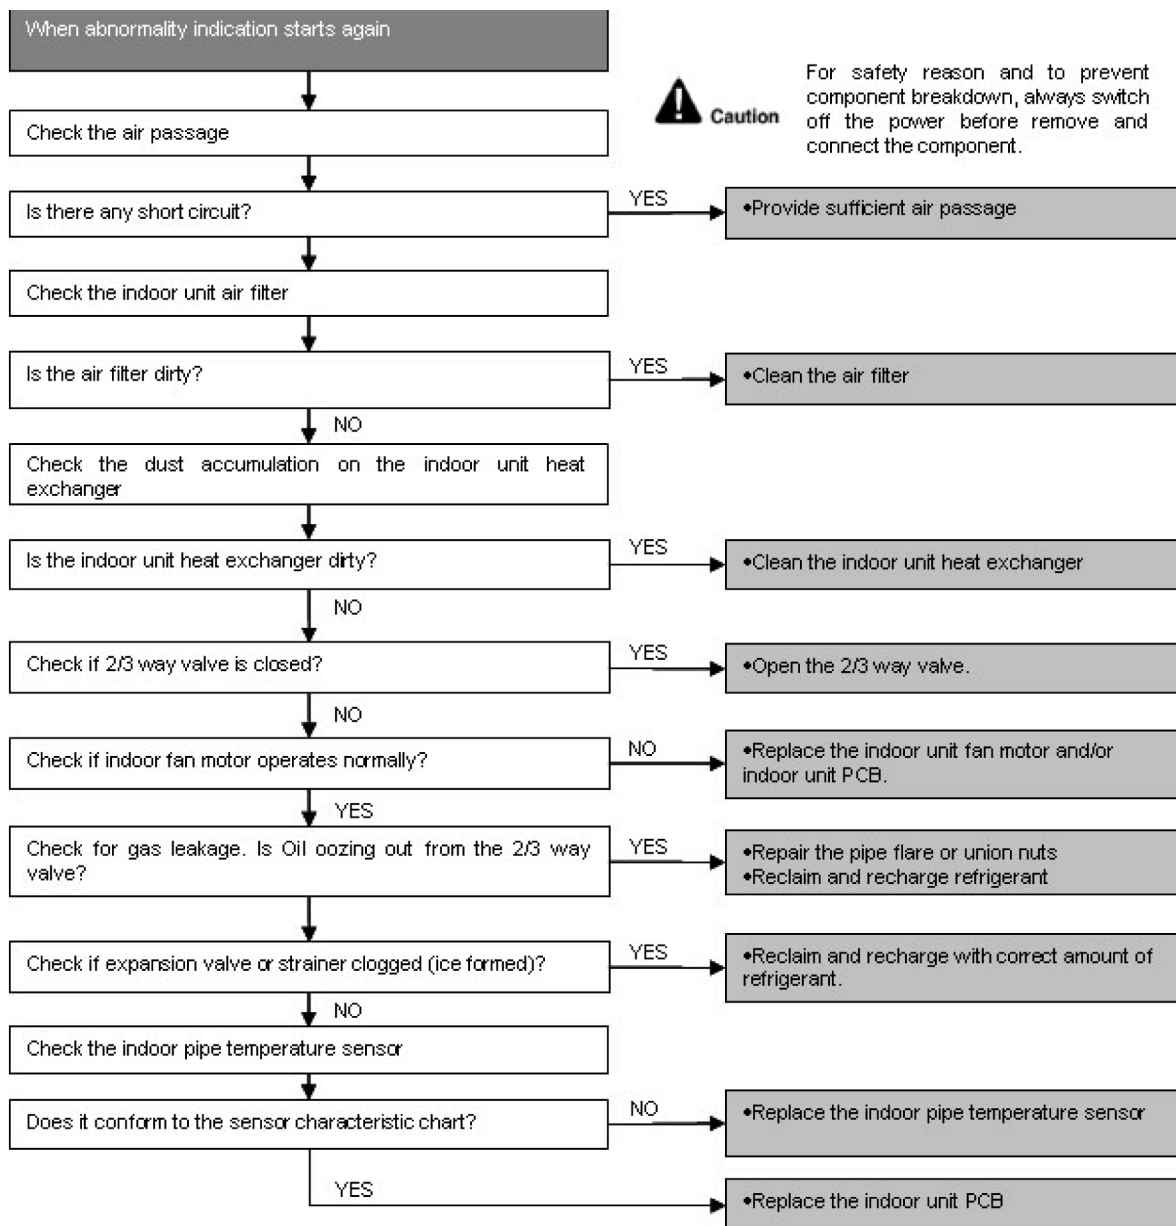 When abnormality indication starts again
For safety reason and to prevent
component breakdown, always switch
off the power before remove and
connect the component.
Caution
Check the air passage
Is there any short circuit?
YES
•Provide sufficient air passage
Check the indoor unit air filter
Is the air filter dirty?
YES
•Clean the air filter
NO
Check the dust accumulation on the indoor unit heat
exchanger
Is the indoor unit heat exchanger dirty?
YES
•Clean the indoor unit heat exchanger
NO
Check if 2/3 way valve is closed?
YES
•Open the 2/3 way valve.
NO
Check if indoor fan motor operates normally?
NO
•Replace the indoor unit fan motor and/or
indoor unit PCB.
YES
Check for gas leakage. Is Oil oozing out from the 2/3 way
valve?
YES
•Repair the pipe flare or union nuts
•Reclaim and recharge refrigerant
Check if expansion valve or strainer clogged (ice formed)?
YES
•Reclaim and recharge with correct amount of
refrigerant.
NO
Check the indoor pipe temperature sensor
Does it conform to the sensor characteristic chart?
NO
•Replace the indoor pipe temperature sensor
YES
•Replace the indoor unit PCB